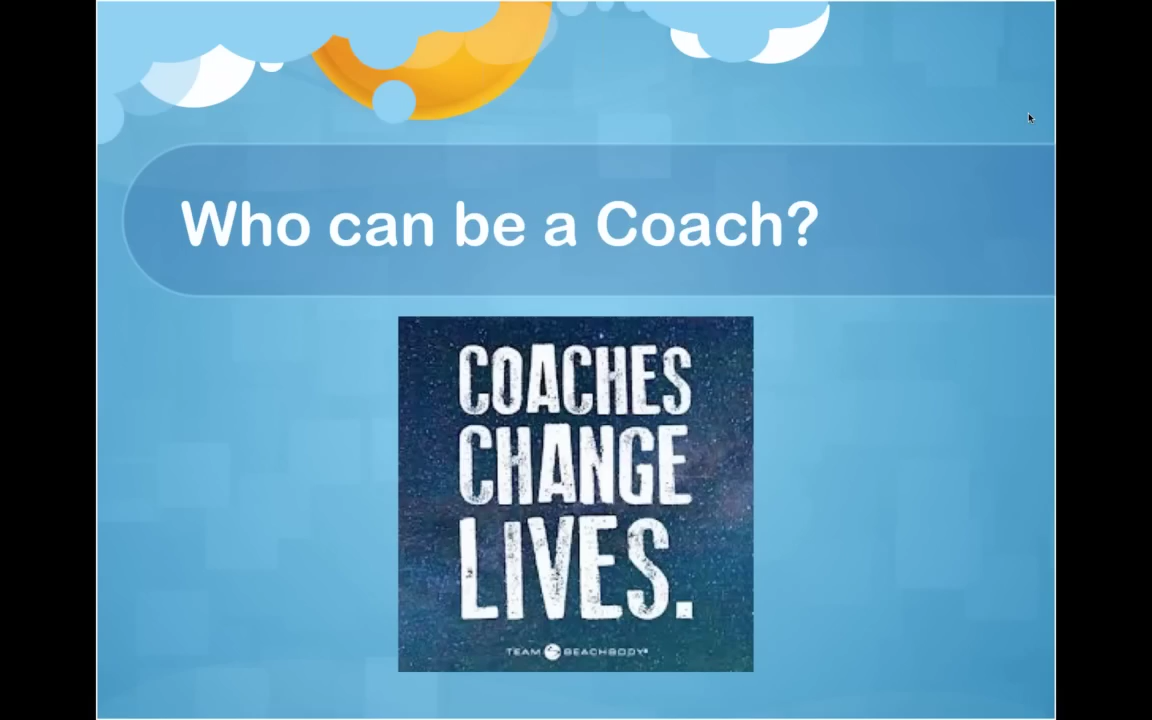 Who can be a Coach?
COACHES
CHANGE
LIVES.
TEAM BEACHBODY®